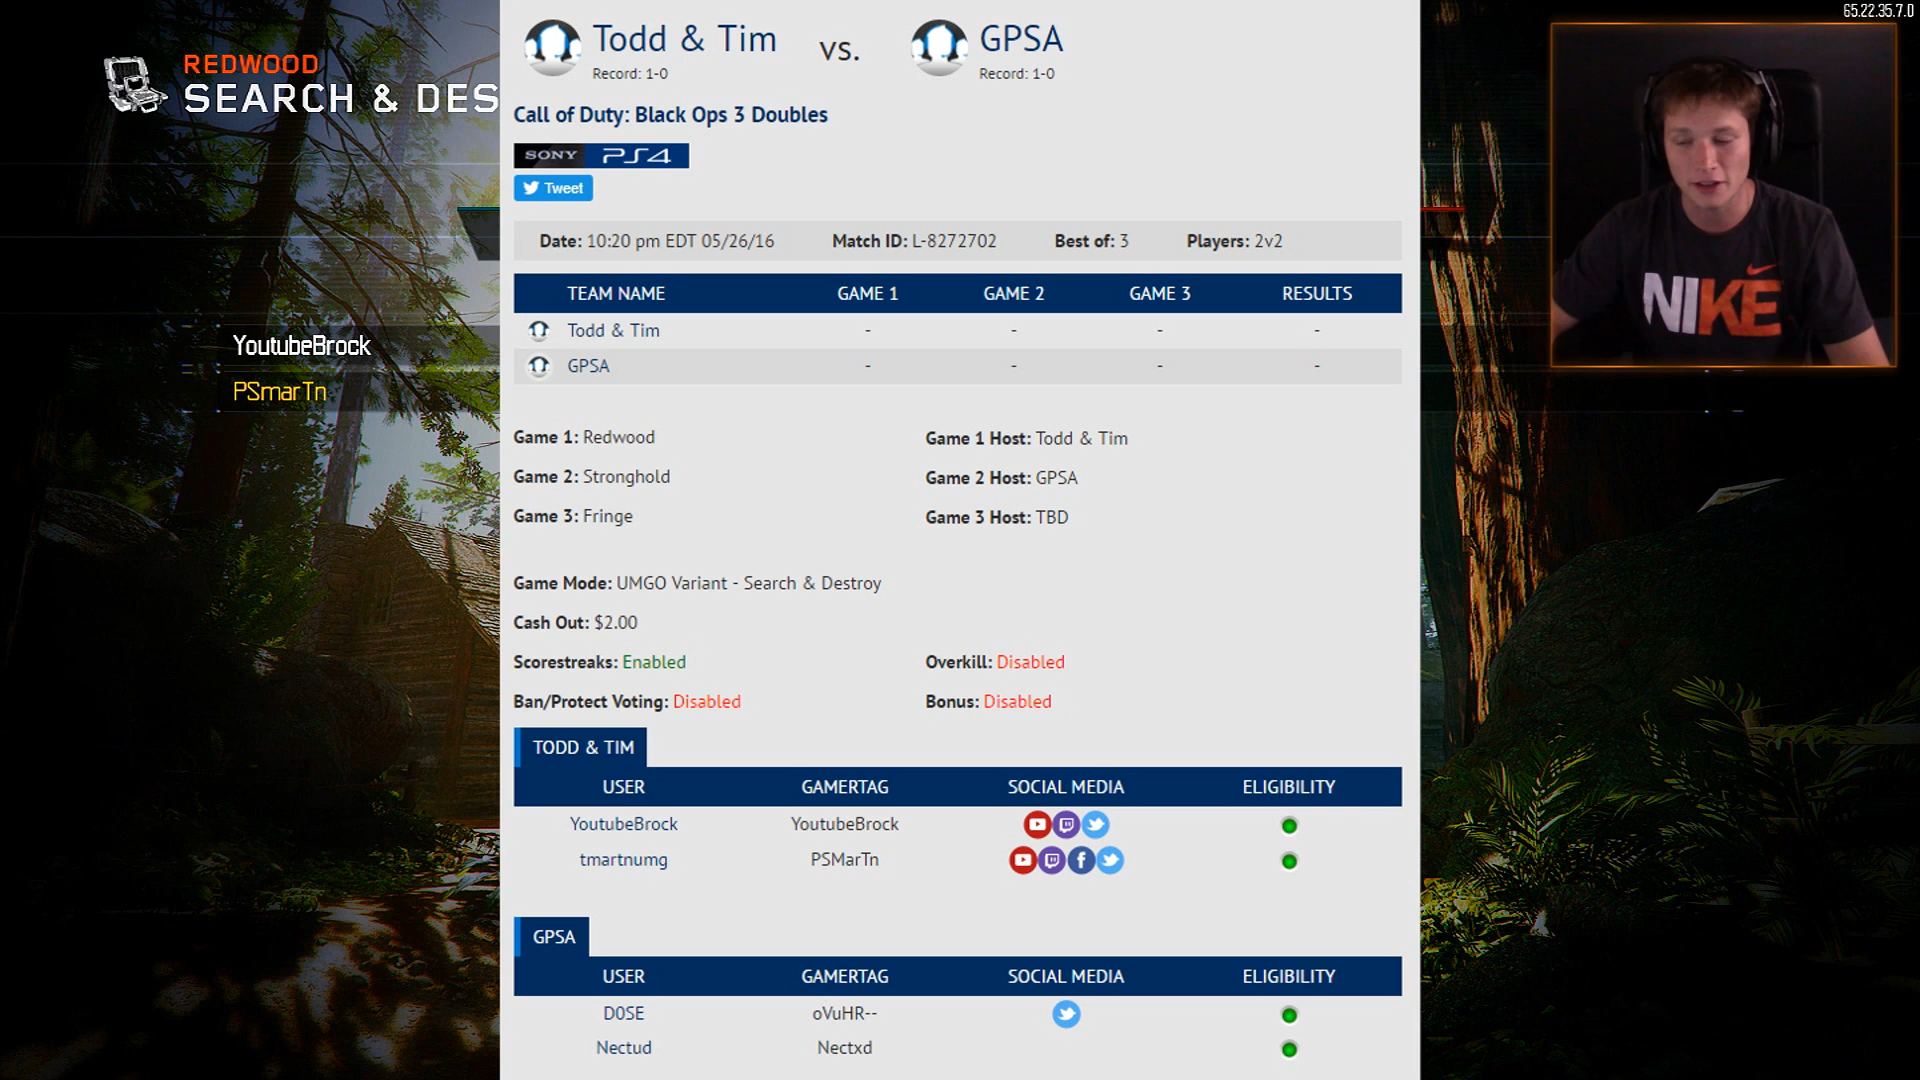 65.22.35.7.0
REDWOOD
SEARCH & DES
YoutubeBrock
PSmarTn
Todd & Tim
Record: 1-0
vs.
GPSA
Record: 1-0
Call of Duty: Black Ops 3 Doubles
SONY PS4
Tweet
Date: 10:20 pm EDT 05/26/16 Match ID: L-8272702 Best of: 3 Players: 2v2
TEAM NAME GAME 1 GAME 2 GAME 3 RESULTS
Todd & Tim - - - -
GPSA - - - -
Game 1: Redwood Game 1 Host: Todd & Tim
Game 2: Stronghold Game 2 Host: GPSA
Game 3: Fringe Game 3 Host: TBD
Game Mode: UMGO Variant - Search & Destroy
Cash Out: $2.00
Scorestreaks: Enabled Overkill: Disabled
Ban/Protect Voting: Disabled Bonus: Disabled
TODD & TIM
USER GAMERTAG SOCIAL MEDIA ELIGIBILITY
YoutubeBrock YoutubeBrock
tmartnumg PSMarTn
GPSA
USER GAMERTAG SOCIAL MEDIA ELIGIBILITY
D0SE oVuHR--
Nectud Nectxd
NIKE